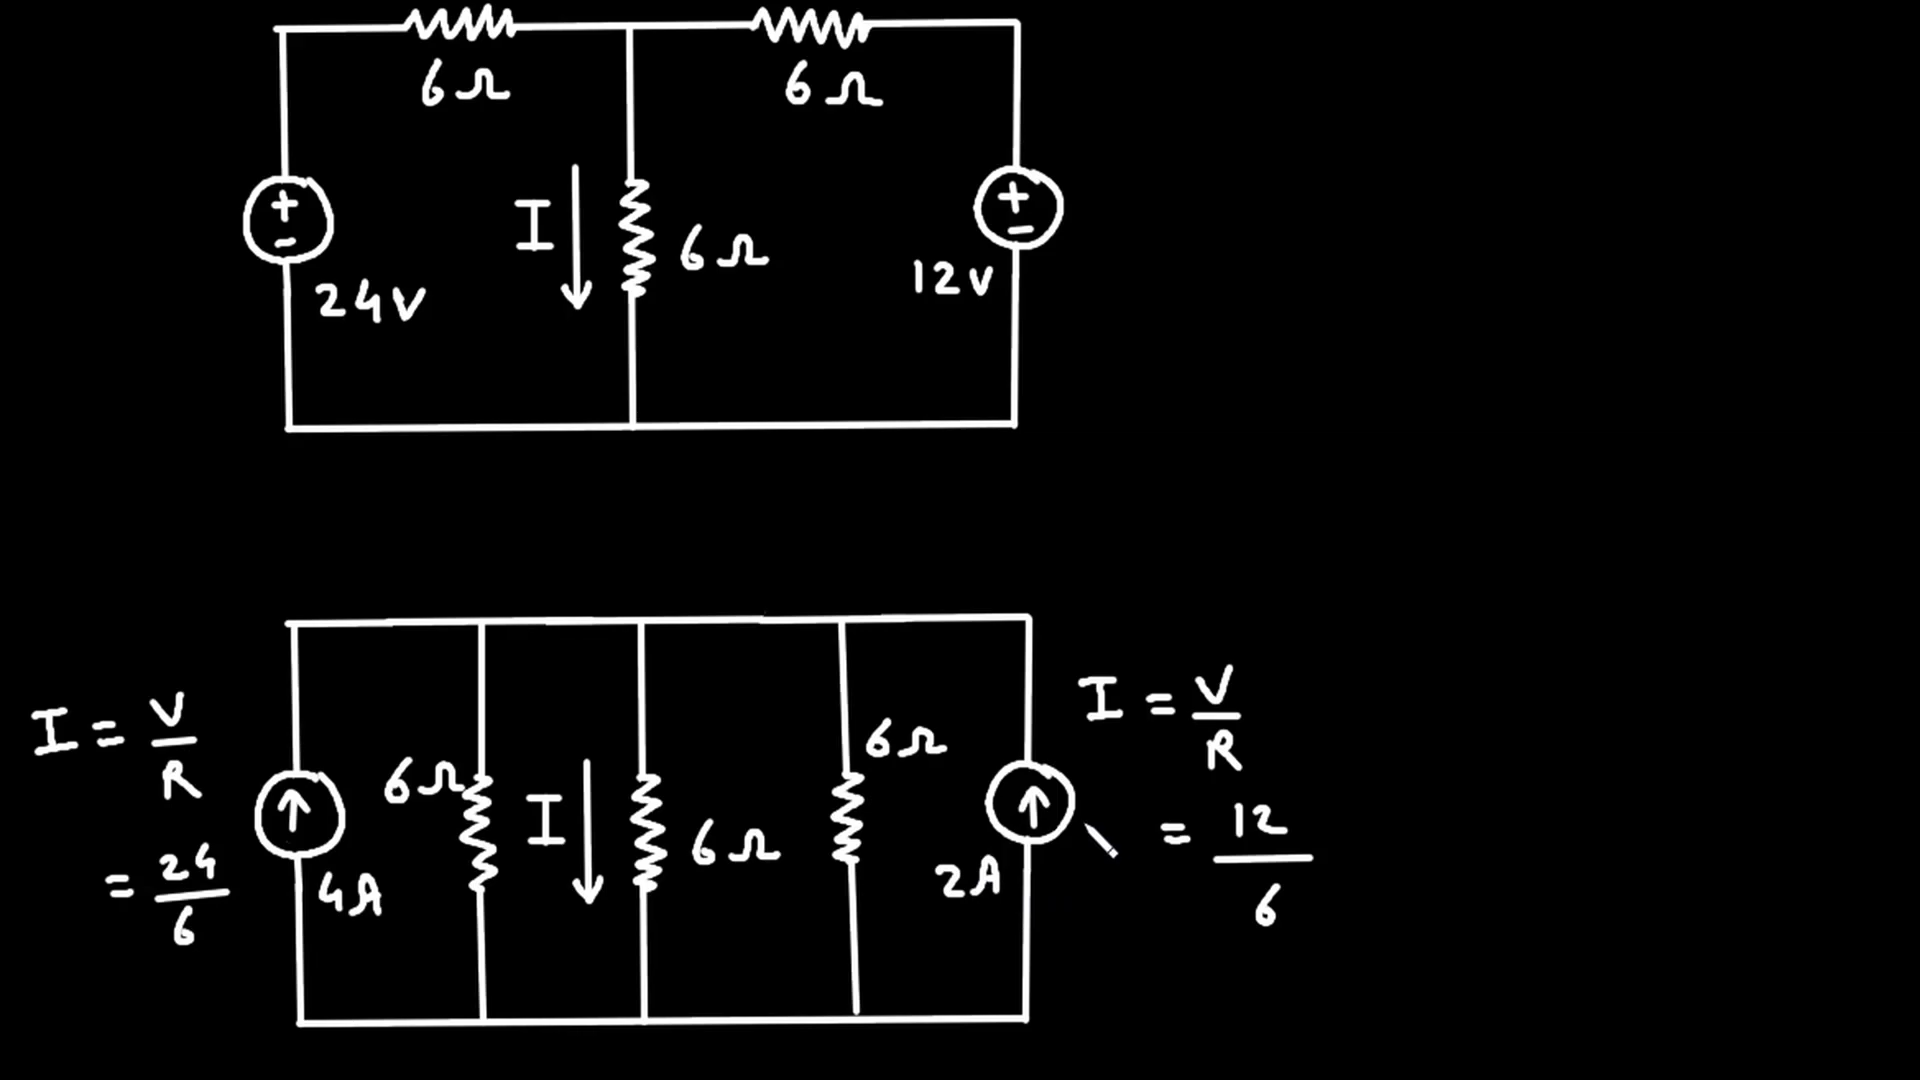 6Ω 6Ω
+
-
24V
I
6Ω
+
-
12V
I = V/R
= 24/6
4A
6Ω
I
6Ω
6Ω
2A
I = V/R
= 12/6